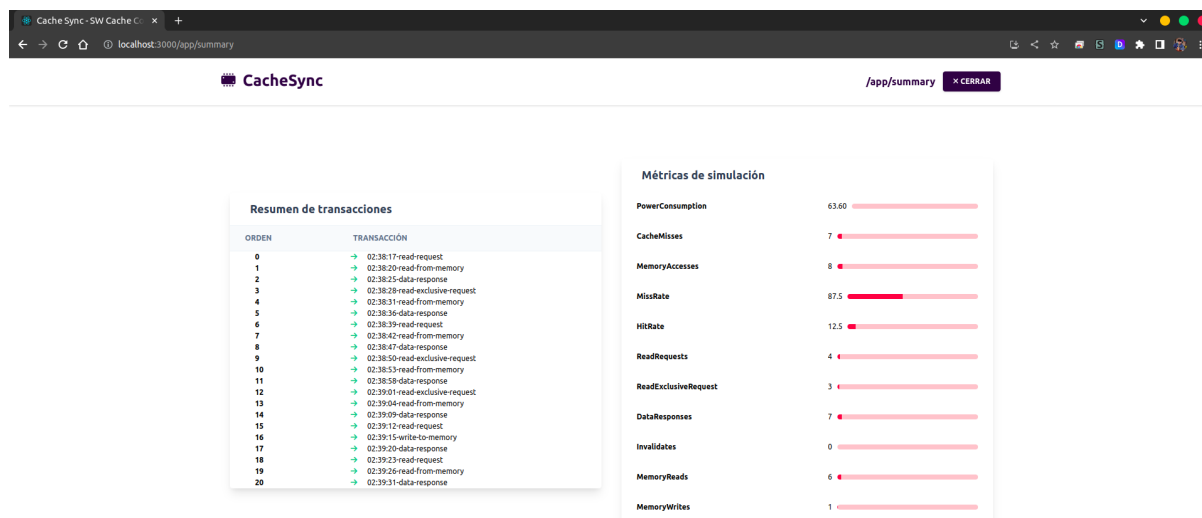 Cache Sync - SW Cache Co
localhost:3000/app/summary
CacheSync
/app/summary
× CERRAR
Resumen de transacciones
ORDEN TRANSACCIÓN
0 → 02:38:17-read-request
1 → 02:38:20-read-from-memory
2 → 02:38:25-data-response
3 → 02:38:28-read-exclusive-request
4 → 02:38:31-read-from-memory
5 → 02:38:36-data-response
6 → 02:38:39-read-request
7 → 02:38:42-read-from-memory
8 → 02:38:47-data-response
9 → 02:38:50-read-exclusive-request
10 → 02:38:53-read-from-memory
11 → 02:38:58-data-response
12 → 02:39:01-read-exclusive-request
13 → 02:39:04-read-from-memory
14 → 02:39:09-data-response
15 → 02:39:12-read-request
16 → 02:39:15-write-to-memory
17 → 02:39:20-data-response
18 → 02:39:23-read-request
19 → 02:39:26-read-from-memory
20 → 02:39:31-data-response
Métricas de simulación
PowerConsumption 63.60
CacheMisses 7
MemoryAccesses 8
MissRate 87.5
HitRate 12.5
ReadRequests 4
ReadExclusiveRequest 3
DataResponses 7
Invalidates 0
MemoryReads 6
MemoryWrites 1